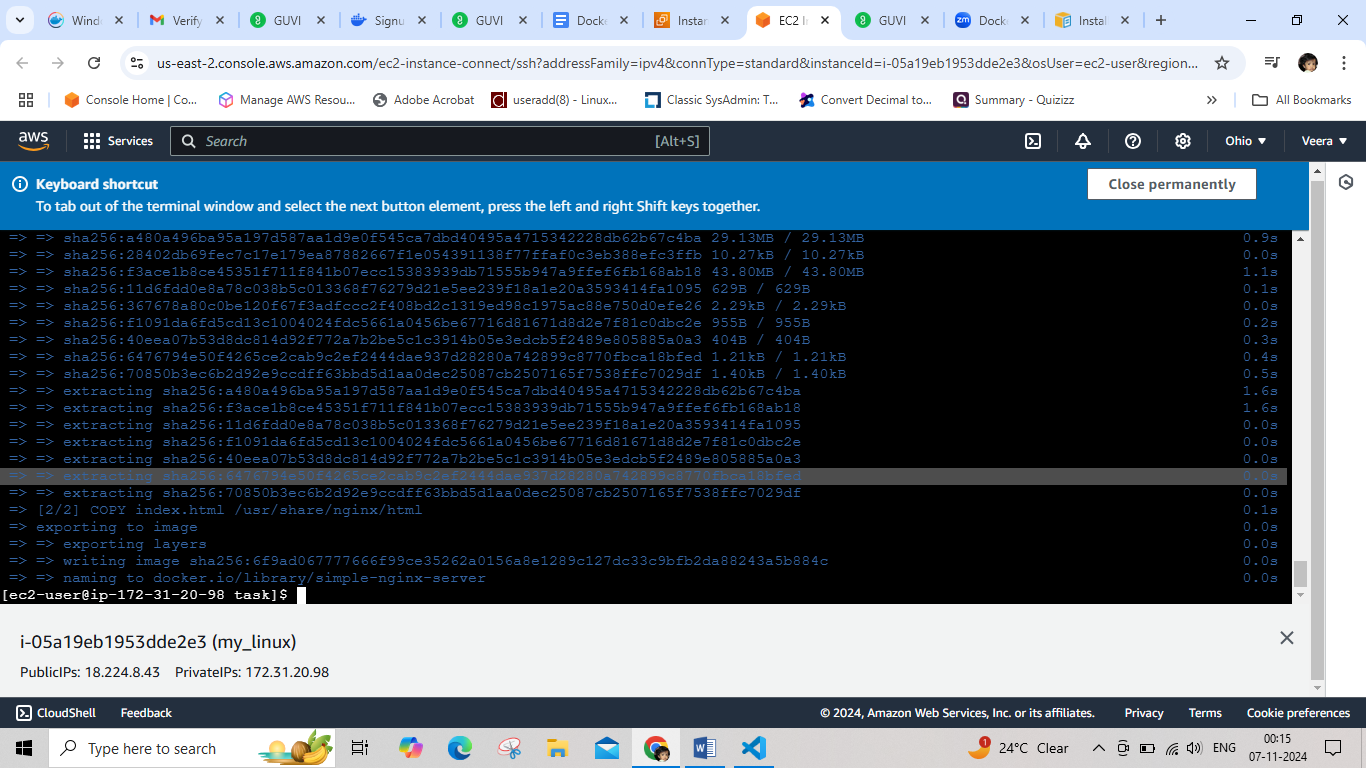 Windo
Verify
GUVI
Signu
GUVI
Docke
Instan
EC2 In
GUVI
Docke
Instal
us-east-2.console.aws.amazon.com/ec2-instance-connect/ssh?addressFamily=ipv4&connType=standard&instanceId=i-05a19eb1953dde2e3&osUser=ec2-user&region...
Console Home | Co...
Manage AWS Resou...
Adobe Acrobat
useradd(8) - Linux...
Classic SysAdmin: T...
Convert Decimal to...
Summary - Quizizz
All Bookmarks
aws
Services
Search
[Alt+S]
Ohio
Veera
Keyboard shortcut
To tab out of the terminal window and select the next button element, press the left and right Shift keys together.
Close permanently
=> => sha256:a480a496ba95a197d587aa1d9e0f545ca7dbd40495a4715342228db62b67c4ba 29.13MB / 29.13MB 0.9s
=> => sha256:28402db69fec7c17e179ea87882667f1e054391138f77ffaf0c3eb388efc3ffb 10.27kB / 10.27kB 0.0s
=> => sha256:f3ace1b8ce45351f711f841b07ecc15383939db71555b947a9ffef6fb168ab18 43.80MB / 43.80MB 1.1s
=> => sha256:11d6fdd0e8a78c038b5c013368f76279d21e5ee239f18a1e20a3593414fa1095 629B / 629B 0.1s
=> => sha256:367678a80c0be120f67f3adfccc2f408bd2c1319ed98c1975ac88e750d0efe26 2.29kB / 2.29kB 0.0s
=> => sha256:f1091da6fd5cd13c1004024fdc5661a0456be67716d81671d8d2e7f81c0dbc2e 955B / 955B 0.2s
=> => sha256:40eea07b53d8dc814d92f772a7b2be5c1c3914b05e3edcb5f2489e805885a0a3 404B / 404B 0.3s
=> => sha256:6476794e50f4265ce2cab9c2ef2444dae937d28280a742899c8770fbca18bfed 1.21kB / 1.21kB 0.4s
=> => sha256:70850b3ec6b2d92e9ccdff63bbd5d1aa0dec25087cb2507165f7538ffc7029df 1.40kB / 1.40kB 0.5s
=> => extracting sha256:a480a496ba95a197d587aa1d9e0f545ca7dbd40495a4715342228db62b67c4ba 1.6s
=> => extracting sha256:f3ace1b8ce45351f711f841b07ecc15383939db71555b947a9ffef6fb168ab18 1.6s
=> => extracting sha256:11d6fdd0e8a78c038b5c013368f76279d21e5ee239f18a1e20a3593414fa1095 0.0s
=> => extracting sha256:f1091da6fd5cd13c1004024fdc5661a0456be67716d81671d8d2e7f81c0dbc2e 0.0s
=> => extracting sha256:40eea07b53d8dc814d92f772a7b2be5c1c3914b05e3edcb5f2489e805885a0a3 0.0s
=> => extracting sha256:6476794e50f4265ce2cab9c2ef2444dae937d28280a742899c8770fbca18bfed 0.0s
=> => extracting sha256:70850b3ec6b2d92e9ccdff63bbd5d1aa0dec25087cb2507165f7538ffc7029df 0.0s
=> [2/2] COPY index.html /usr/share/nginx/html 0.1s
=> exporting to image 0.0s
=> => exporting layers 0.0s
=> => writing image sha256:6f9ad067777666f99ce35262a0156a8e1289c127dc33c9bfb2da88243a5b884c 0.0s
=> => naming to docker.io/library/simple-nginx-server 0.0s
[ec2-user@ip-172-31-20-98 task]$
i-05a19eb1953dde2e3 (my_linux)
PublicIPs: 18.224.8.43 PrivateIPs: 172.31.20.98
CloudShell
Feedback
© 2024, Amazon Web Services, Inc. or its affiliates.
Privacy
Terms
Cookie preferences
Type here to search
1
24°C Clear
ENG
00:15
07-11-2024